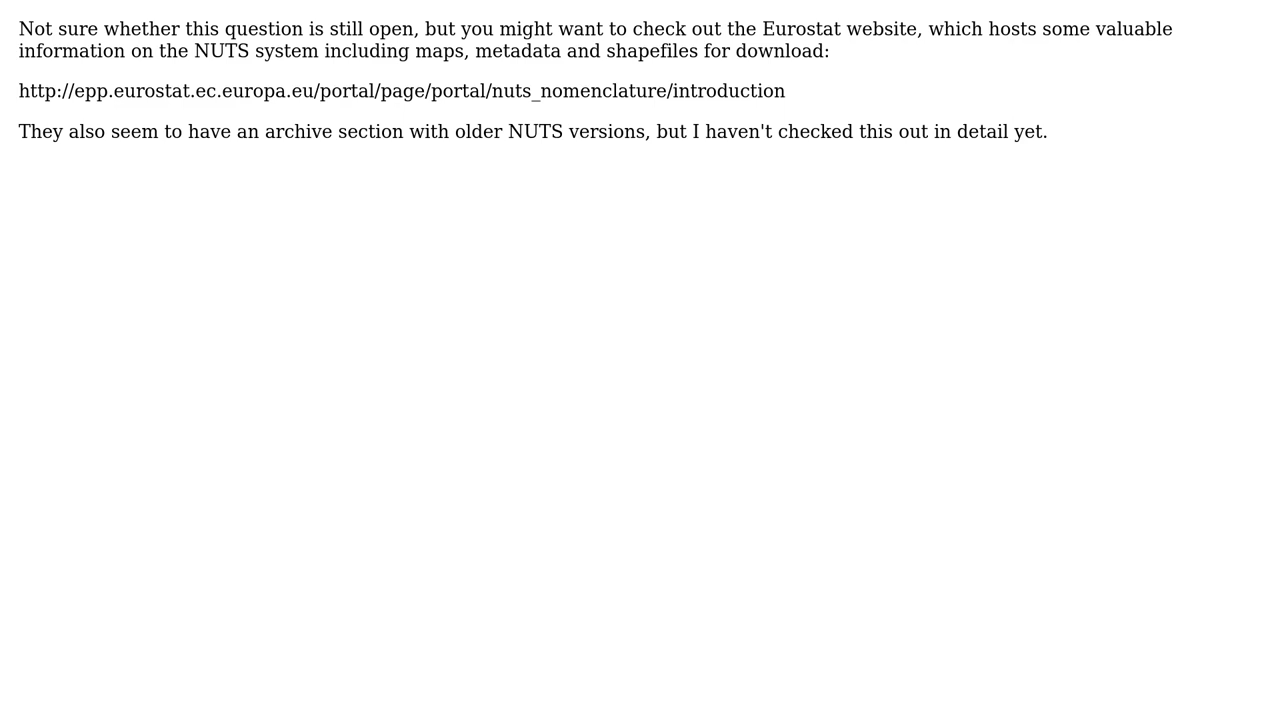 Not sure whether this question is still open, but you might want to check out the Eurostat website, which hosts some valuable
information on the NUTS system including maps, metadata and shapefiles for download:
http://epp.eurostat.ec.europa.eu/portal/page/portal/nuts_nomenclature/introduction
They also seem to have an archive section with older NUTS versions, but I haven't checked this out in detail yet.